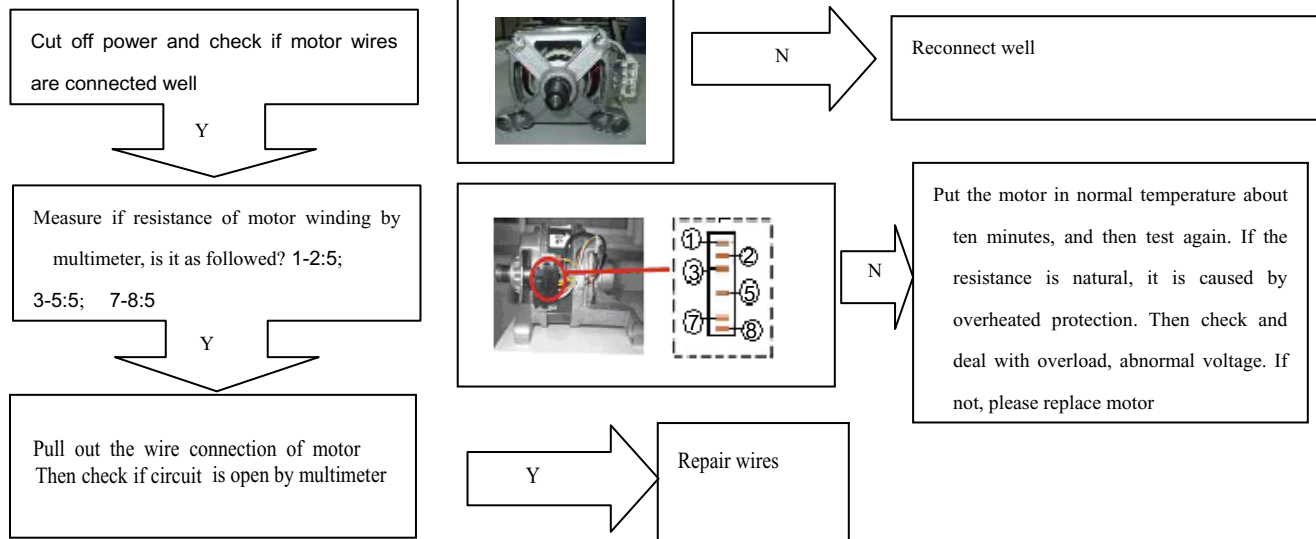 Cut off power and check if motor wires
are connected well
N
Reconnect well
Y
Measure if resistance of motor winding by
multimeter, is it as followed? 1-2:5;
3-5:5; 7-8:5
①
②
③
⑤
⑦
⑧
N
Put the motor in normal temperature about
ten minutes, and then test again. If the
resistance is natural, it is caused by
overheated protection. Then check and
deal with overload, abnormal voltage. If
not, please replace motor
Y
Pull out the wire connection of motor
Then check if circuit is open by multimeter
Y
Repair wires